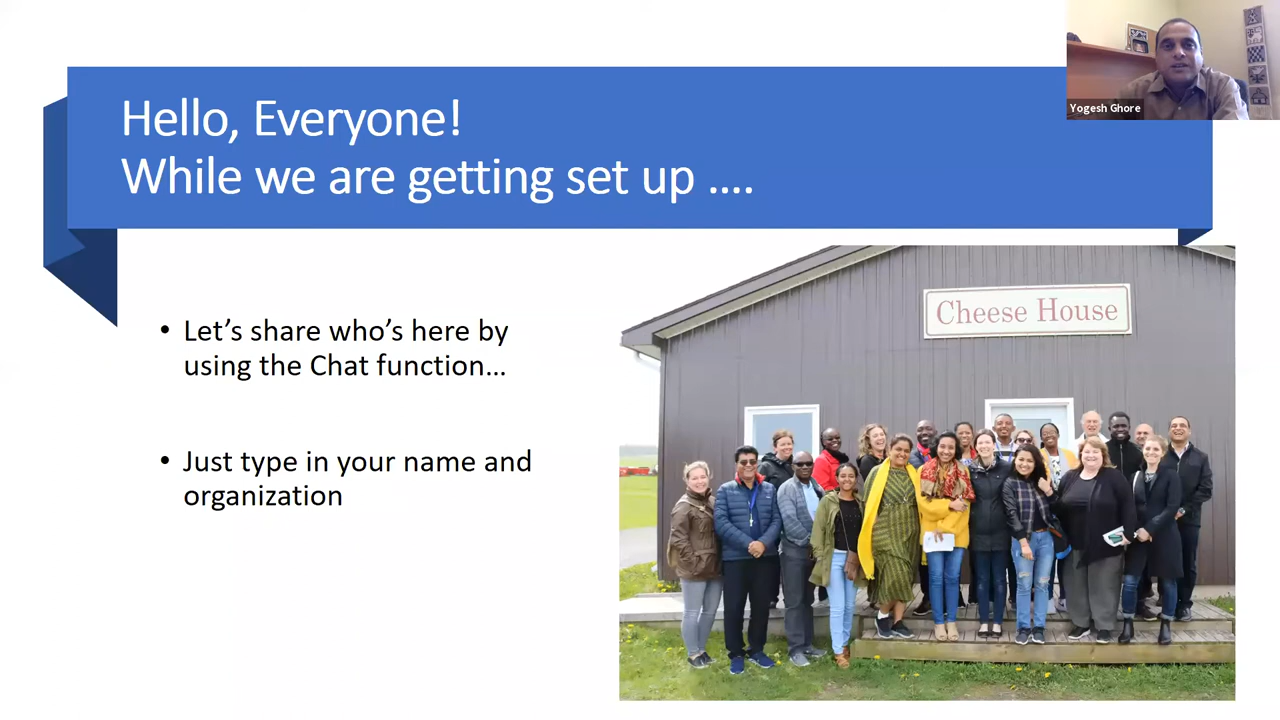 Hello, Everyone!
While we are getting set up ....
Yogesh Ghore
• Let's share who's here by
using the Chat function...
• Just type in your name and
organization
Cheese House